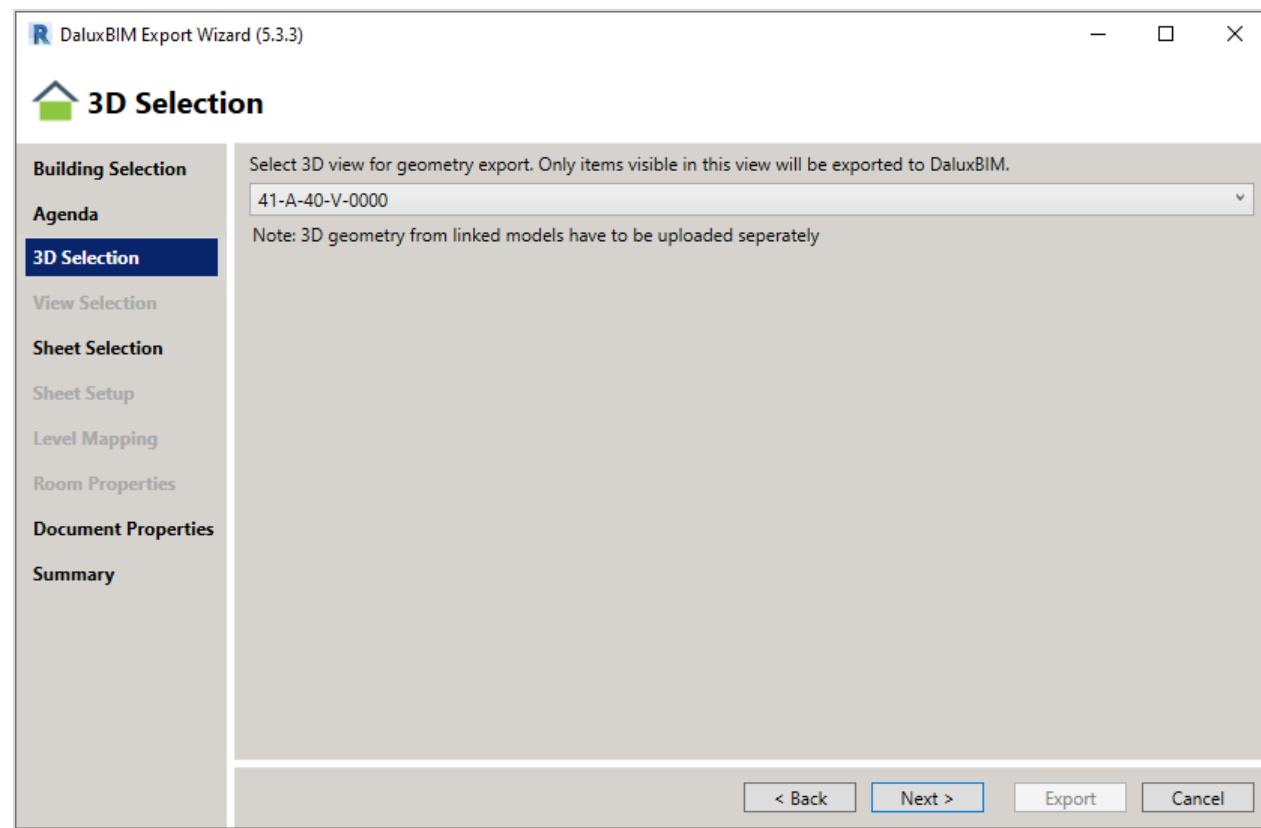 DaluxBIM Export Wizard (5.3.3)
3D Selection
Building Selection
Agenda
3D Selection
View Selection
Sheet Selection
Sheet Setup
Level Mapping
Room Properties
Document Properties
Summary
Select 3D view for geometry export. Only items visible in this view will be exported to DaluxBIM.
41-A-40-V-0000
Note: 3D geometry from linked models have to be uploaded seperately
< Back
Next >
Export
Cancel